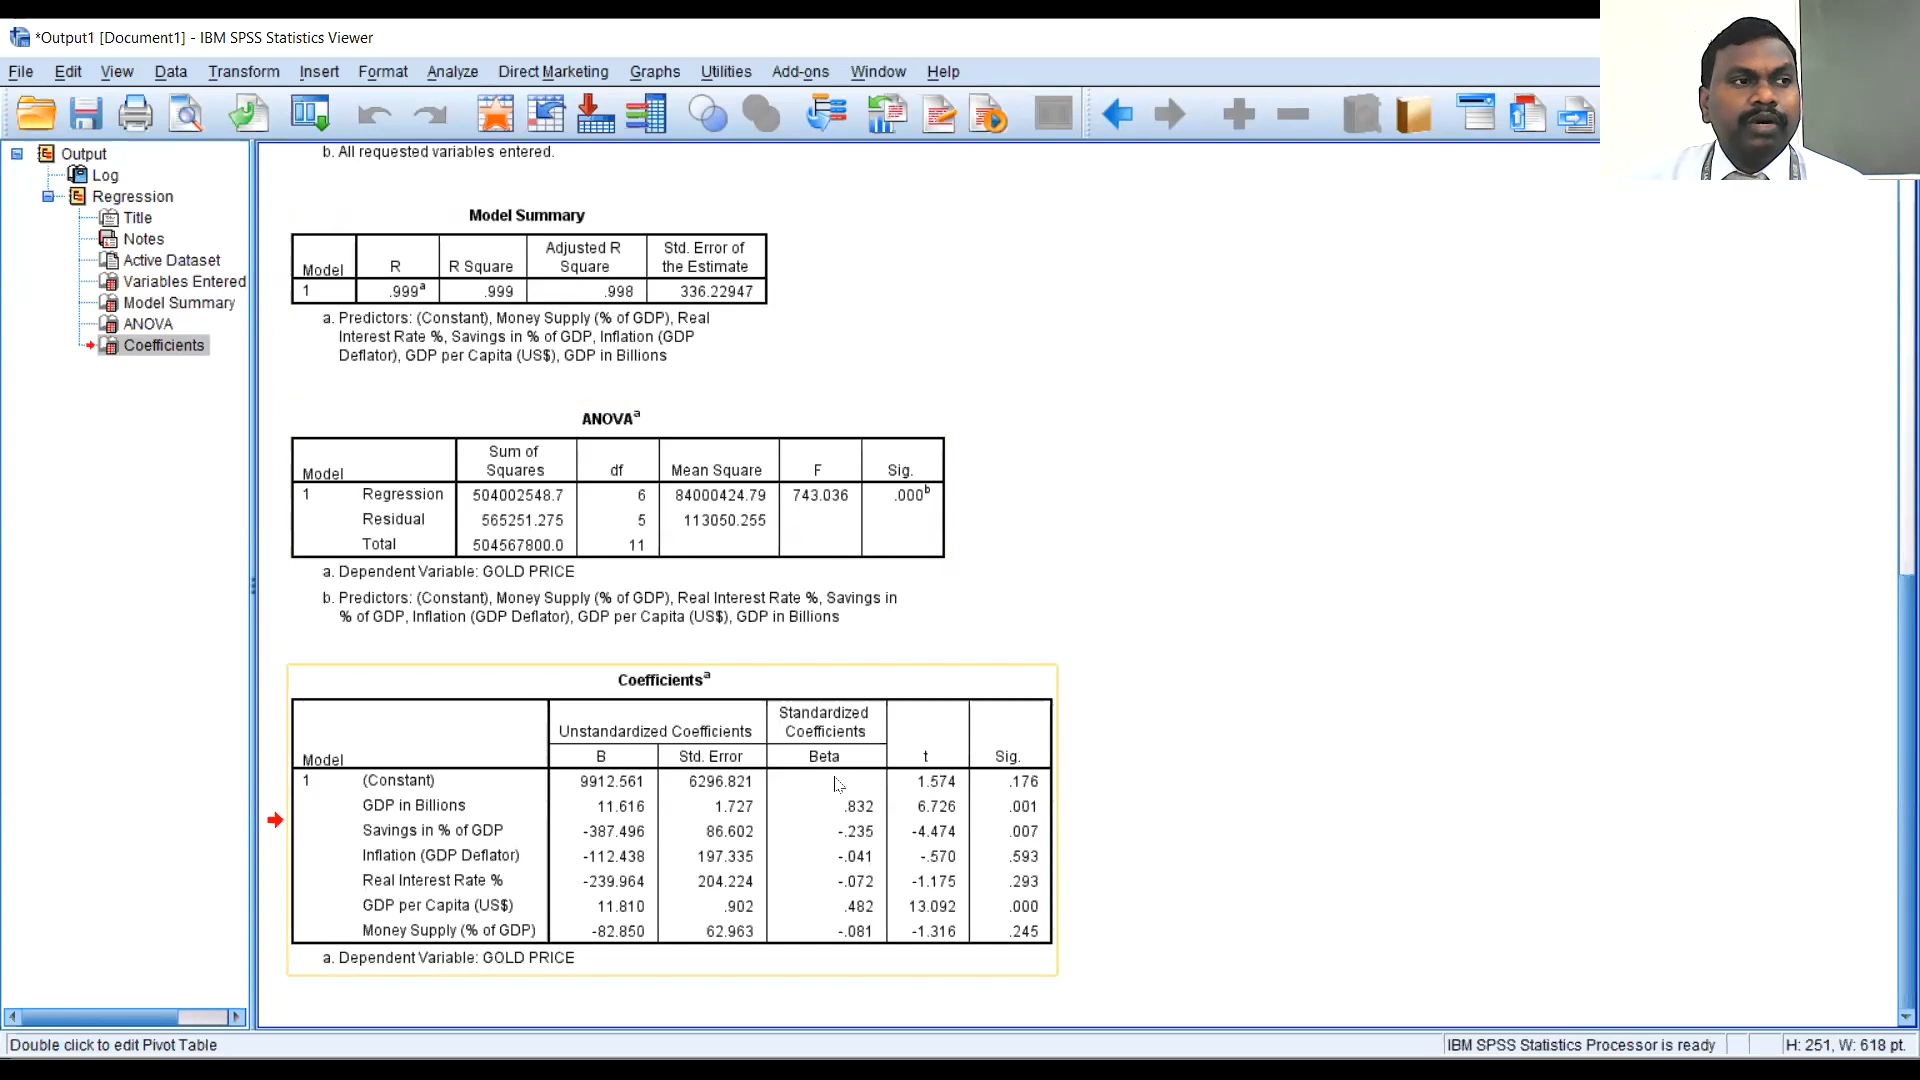 *Output1 [Document1] - IBM SPSS Statistics Viewer
File Edit View Data Transform Insert Format Analyze Direct Marketing Graphs Utilities Add-ons Window Help
Output
Log
Regression
Title
Notes
Active Dataset
Variables Entered
Model Summary
ANOVA
Coefficients
b. All requested variables entered.
Model Summary
Model R R Square Adjusted R Square Std. Error of the Estimate
1 .999a .999 .998 336.22947
a. Predictors: (Constant), Money Supply (% of GDP), Real
Interest Rate %, Savings in % of GDP, Inflation (GDP
Deflator), GDP per Capita (US$), GDP in Billions
ANOVAa
Model Sum of Squares df Mean Square F Sig.
1 Regression 504002548.7 6 84000424.79 743.036 .000b
Residual 565251.275 5 113050.255
Total 504567800.0 11
a. Dependent Variable: GOLD PRICE
b. Predictors: (Constant), Money Supply (% of GDP), Real Interest Rate %, Savings in
% of GDP, Inflation (GDP Deflator), GDP per Capita (US$), GDP in Billions
Coefficientsa
Unstandardized Coefficients Standardized Coefficients
Model B Std. Error Beta t Sig.
1 (Constant) 9912.561 6296.821 1.574 .176
GDP in Billions 11.616 1.727 .832 6.726 .001
Savings in % of GDP -387.496 86.602 -.235 -4.474 .007
Inflation (GDP Deflator) -112.438 197.335 -.041 -.570 .593
Real Interest Rate % -239.964 204.224 -.072 -1.175 .293
GDP per Capita (US$) 11.810 .902 .482 13.092 .000
Money Supply (% of GDP) -82.850 62.963 -.081 -1.316 .245
a. Dependent Variable: GOLD PRICE
Double click to edit Pivot Table
IBM SPSS Statistics Processor is ready
H: 251, W: 618 pt.